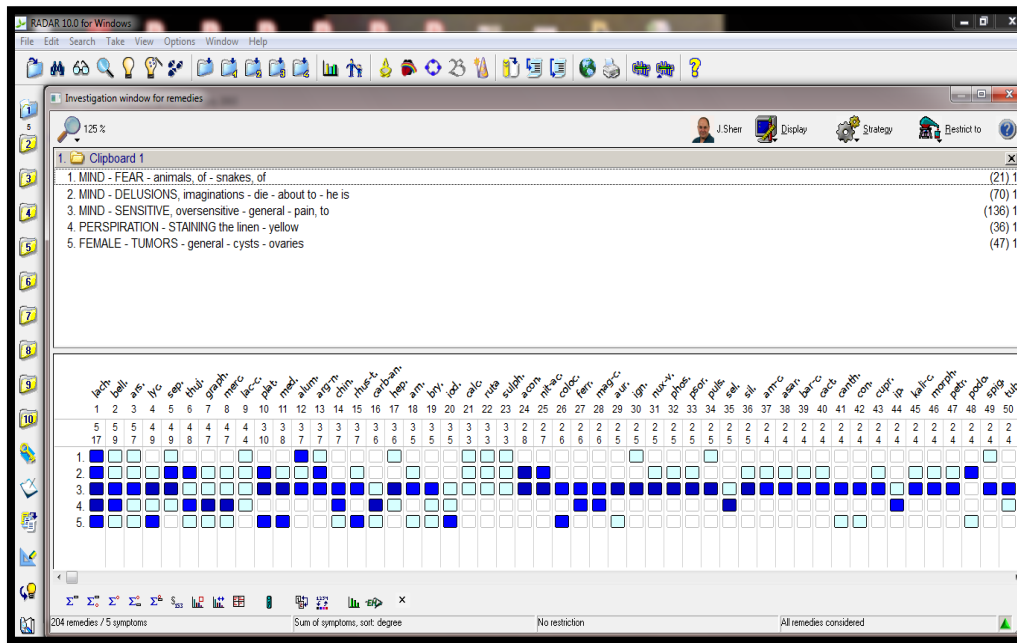 RADAR 10.0 for Windows
File Edit Search Take View Options Window Help
Investigation window for remedies
125 % J.Sherr Display Strategy Restrict to
1. Clipboard 1
1. MIND - FEAR - animals, of - snakes, of (21) 1
2. MIND - DELUSIONS, imaginations - die - about to - he is (70) 1
3. MIND - SENSITIVE, oversensitive - general - pain, to (136) 1
4. PERSPIRATION - STAINING the linen - yellow (36) 1
5. FEMALE - TUMORS - general - cysts - ovaries (47) 1
lach. bell. ars. lyc. sep. thuj. graph. merc. lac-c. plat. med. alum. arg-n. chin. rhus-t. carb-an. hep. arn. bry. iod. calc. ruta sulph. acon. nit-ac. coloc. ferr. mag-c. aur. ign. nux-v. phos. psor. puls. sel. sil. am-c. asar. bar-c. cact. canth. con. cupr. ip. kali-c. morph. petr. podo. spig. tub
1 2 3 4 5 6 7 8 9 10 11 12 13 14 15 16 17 18 19 20 21 22 23 24 25 26 27 28 29 30 31 32 33 34 35 36 37 38 39 40 41 42 43 44 45 46 47 48 49 50
5 5 5 4 4 4 4 4 4 3 3 3 3 3 3 3 3 3 3 3 3 3 3 2 2 2 2 2 2 2 2 2 2 2 2 2 2 2 2 2 2 2 2 2 2 2 2 2 2 2
17 9 7 9 9 8 7 7 4 10 8 7 7 7 7 6 6 5 5 5 3 3 3 8 7 6 6 6 5 5 5 5 5 5 5 5 4 4 4 4 4 4 4 4 4 4 4 4 4 4
1.
2.
3.
4.
5.
204 remedies / 5 symptoms Sum of symptoms, sort: degree No restriction All remedies considered